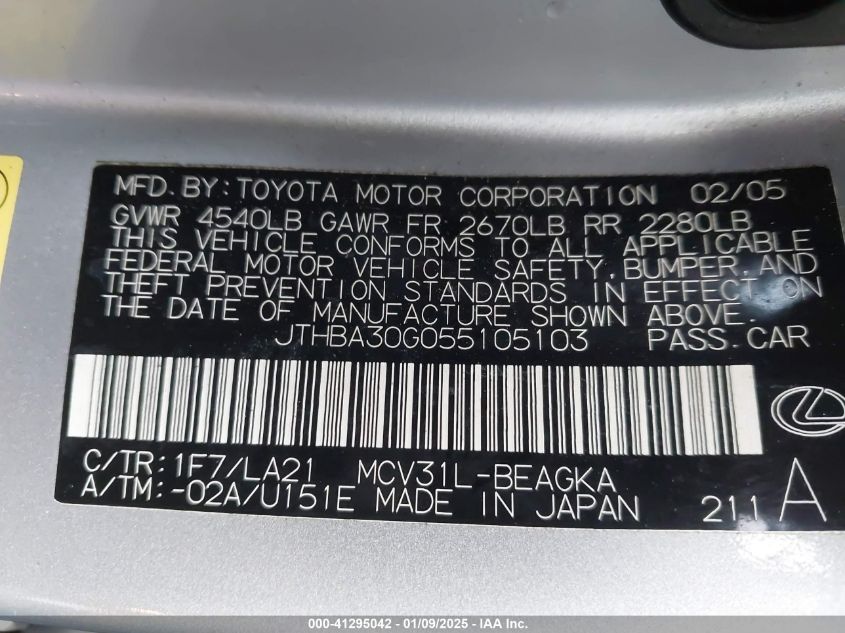 MFD.BY:TOYOTA MOTOR CORPORATION 02/05
GVWR 4540LB GAWR FR 2670LB RR 2280LB
THIS VEHICLE CONFORMS TO ALL APPLICABLE
FEDERAL MOTOR VEHICLE SAFETY,BUMPER,AND
THEFT PREVENTION STANDARDS IN EFFECT ON
THE DATE OF MANUFACTURE SHOWN ABOVE.
JTHBA30G055105103 PASS.CAR
C/TR:1F7/LA21 MCV31L-BEAGKA
A/TM:-02A/U151E MADE IN JAPAN 211 A
000-41295042 - 01/09/2025 - IAA Inc.